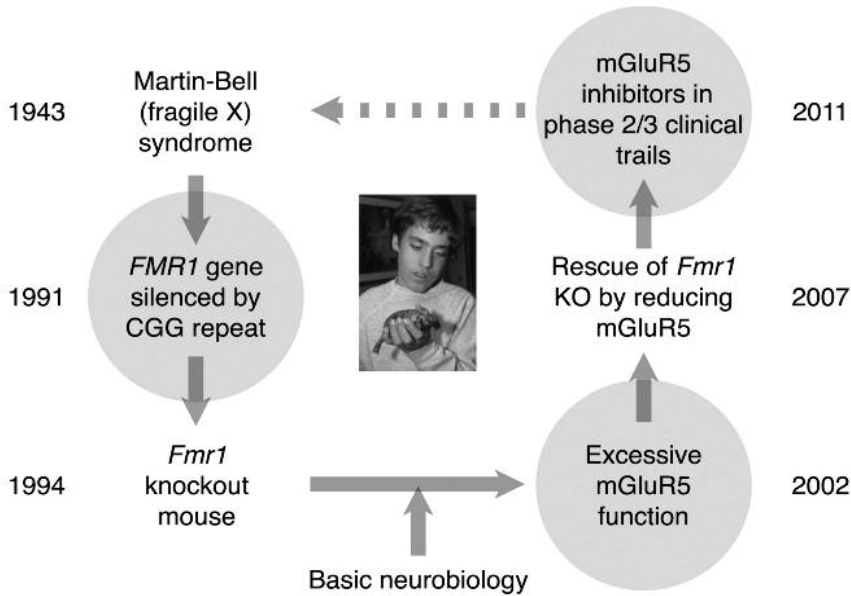 1943
Martin-Bell
(fragile X)
syndrome
1991
FMR1 gene
silenced by
CGG repeat
1994
Fmr1
knockout
mouse
Basic neurobiology
Excessive
mGluR5
function
2002
Rescue of Fmr1
KO by reducing
mGluR5
2007
mGluR5
inhibitors in
phase 2/3 clinical
trails
2011